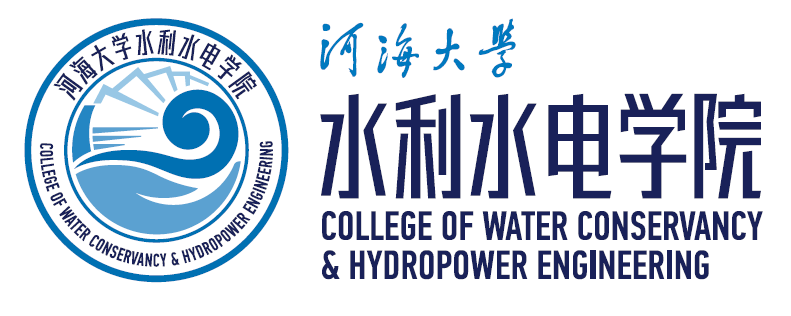 河海大学水利水电学院
COLLEGE OF WATER CONSERVANCY & HYDROPOWER ENGINEERING
河海大學
水利水电学院
COLLEGE OF WATER CONSERVANCY
& HYDROPOWER ENGINEERING